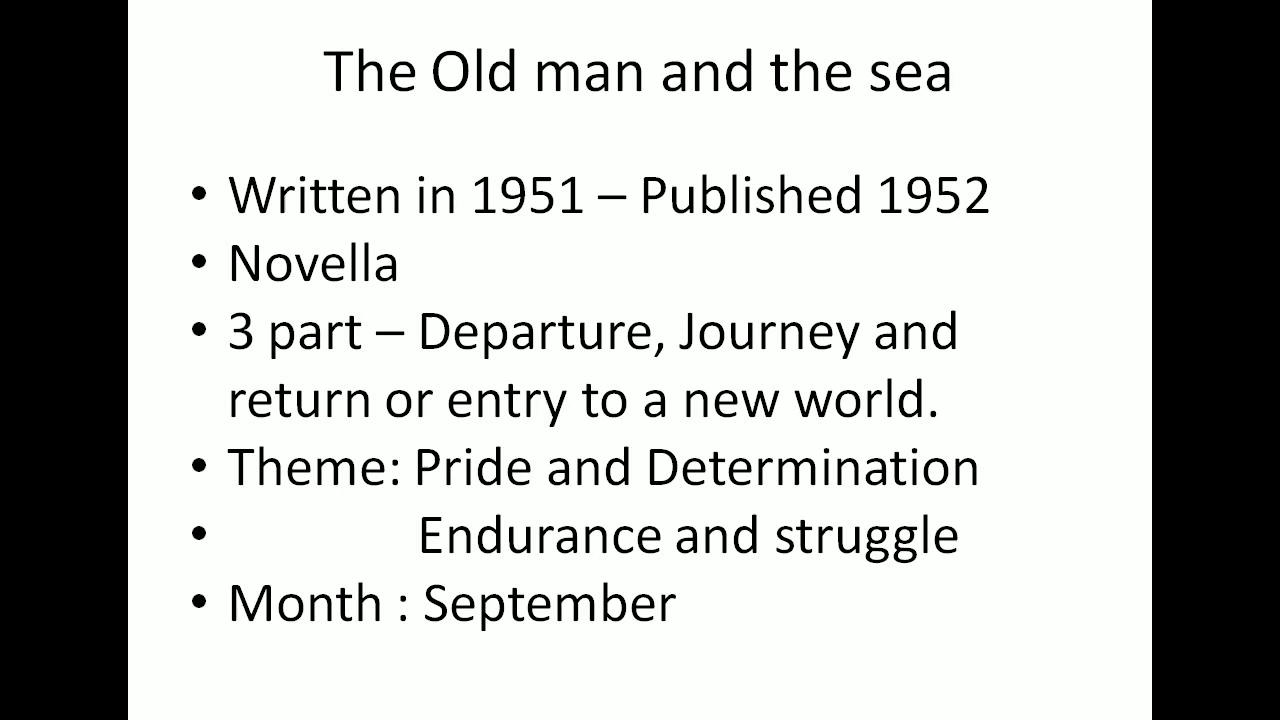 The Old man and the sea
• Written in 1951 – Published 1952
• Novella
• 3 part – Departure, Journey and
return or entry to a new world.
• Theme: Pride and Determination
• Endurance and struggle
• Month : September